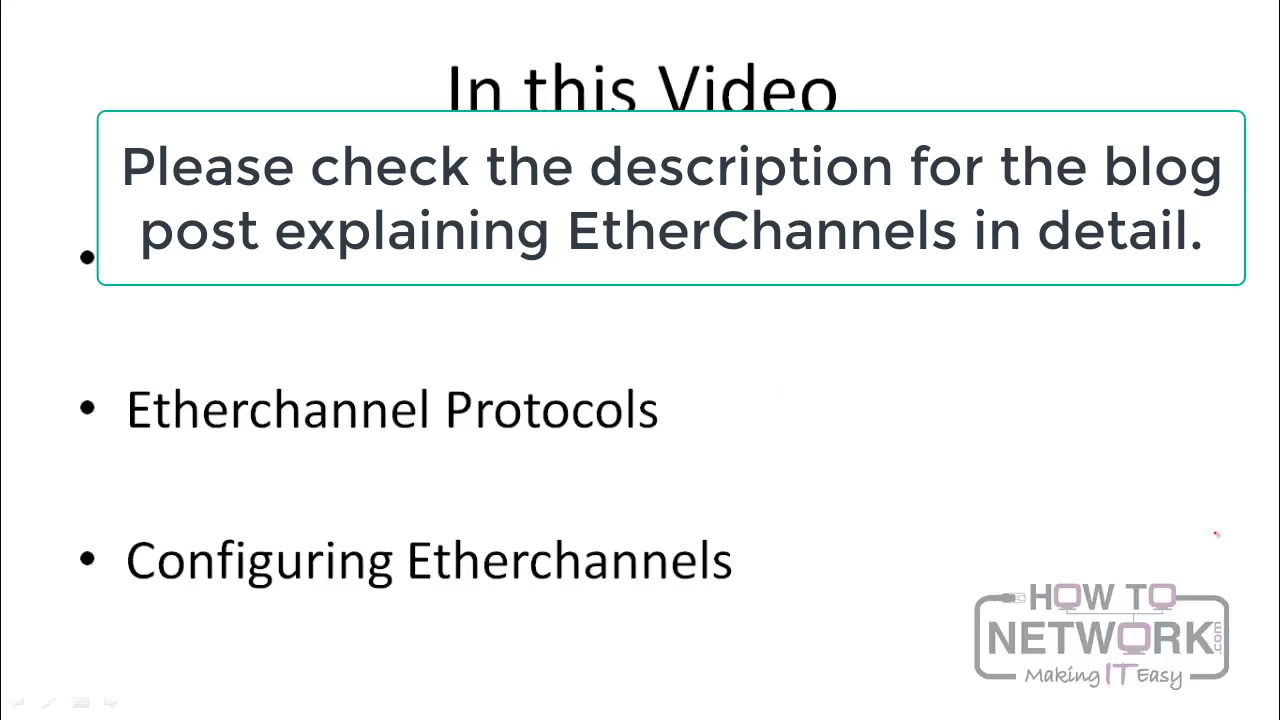 In this Video
Please check the description for the blog
post explaining EtherChannels in detail.
• Etherchannel Protocols
• Configuring Etherchannels
HOW TO
NETWORK.com
Making IT Easy